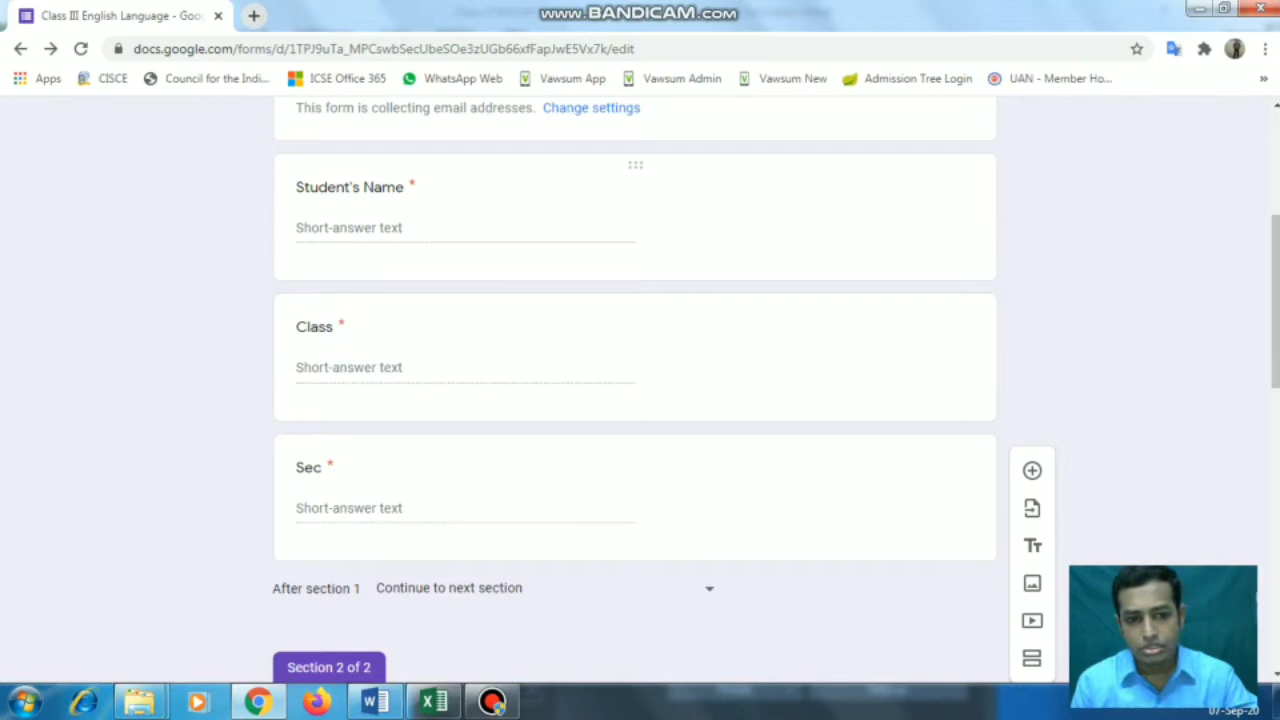 www.BANDICAM.com
Class III English Language - Goo
docs.google.com/forms/d/1TPJ9uTa_MPCswbSecUbeSOe3zUGb66xfFapJwE5Vx7k/edit
Apps CISCE Council for the Indi... ICSE Office 365 WhatsApp Web Vawsum App Vawsum Admin Vawsum New Admission Tree Login UAN - Member Ho... »
This form is collecting email addresses. Change settings
Student's Name *
Short-answer text
Class *
Short-answer text
Sec *
Short-answer text
After section 1 Continue to next section
Section 2 of 2
07-Sep-20